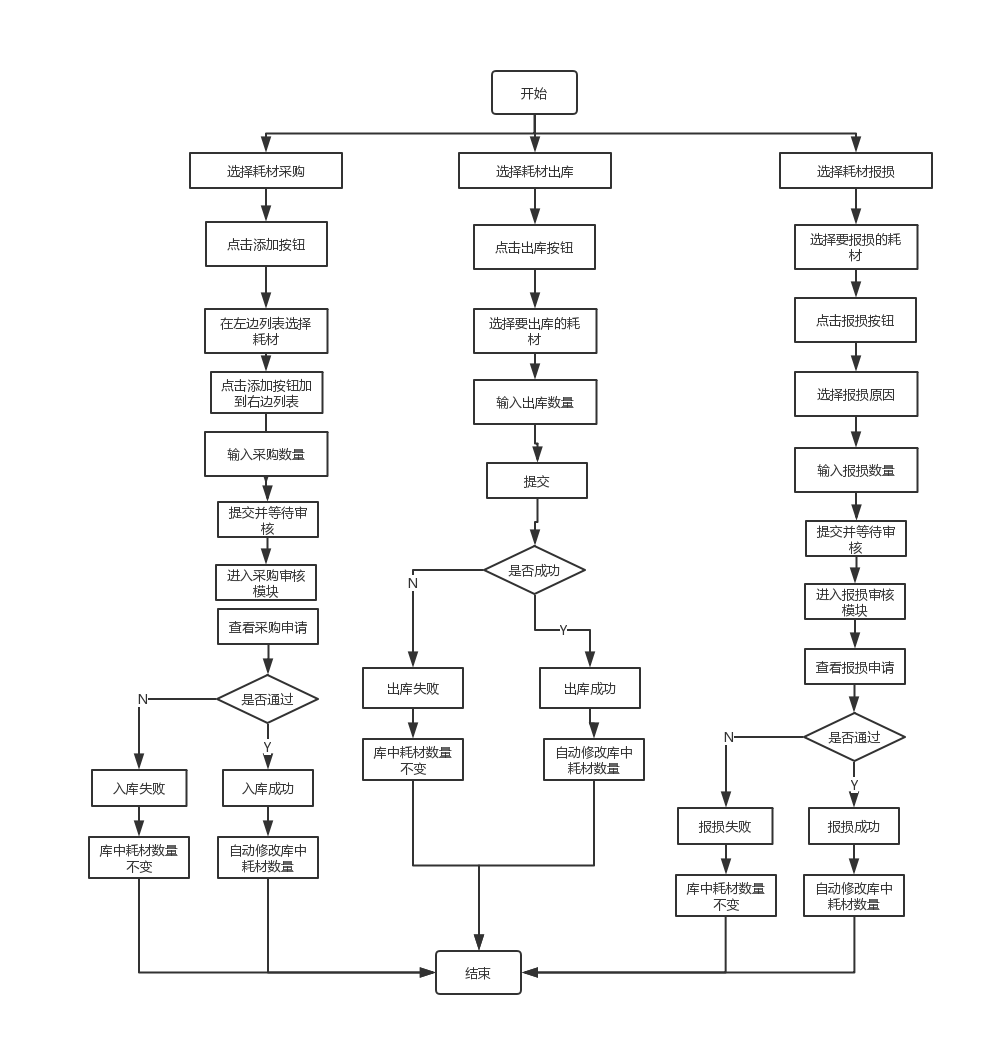 开始
选择耗材采购
点击添加按钮
在左边列表选择
耗材
点击添加按钮加
到右边列表
输入采购数量
提交并等待审
核
进入采购审核
模块
查看采购申请
是否通过
N
Y
入库失败
入库成功
库中耗材数量
不变
自动修改库中
耗材数量
选择耗材出库
点击出库按钮
选择要出库的耗
材
输入出库数量
提交
是否成功
N
Y
出库失败
出库成功
库中耗材数量
不变
自动修改库中
耗材数量
选择耗材报损
选择要报损的耗
材
点击报损按钮
选择报损原因
输入报损数量
提交并等待审
核
进入报损审核
模块
查看报损申请
是否通过
N
Y
报损失败
报损成功
库中耗材数量
不变
自动修改库中
耗材数量
结束